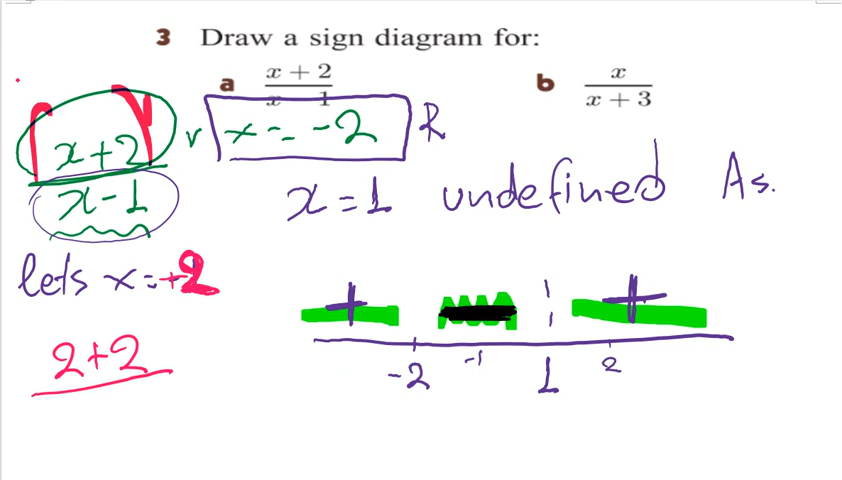 3 Draw a sign diagram for:
a x + 2 / x - 1
b x / x + 3
x+2 / x-1
r x = -2 R
x = 1 undefined As.
lets x = +2
2+2
+ +
-2 -1 1 2